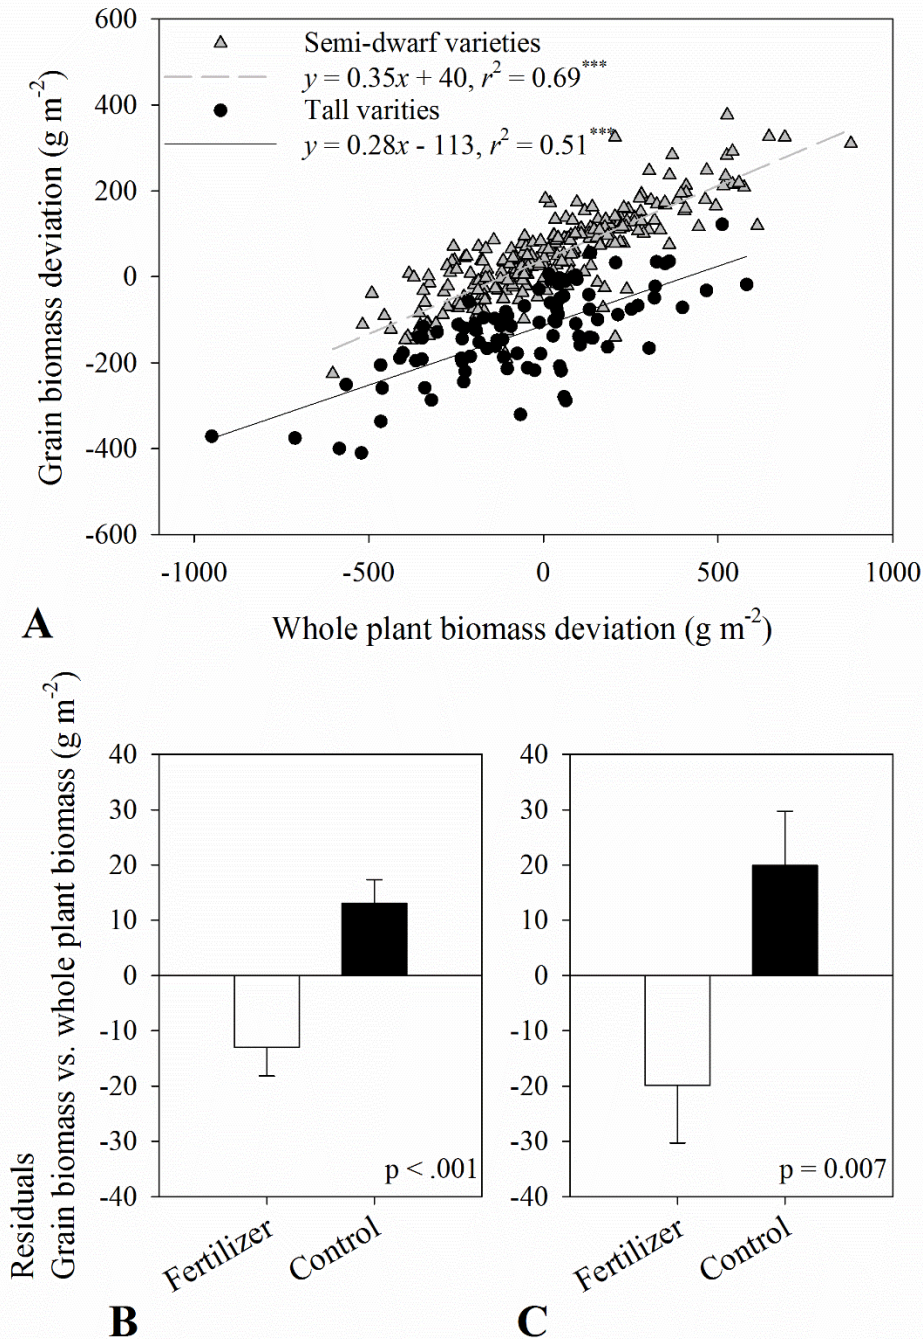 600
400
200
0
-200
-400
-600
Grain biomass deviation (g m-2)
Semi-dwarf varieties
y = 0.35x + 40, r2 = 0.69***
Tall varities
y = 0.28x - 113, r2 = 0.51***
-1000
-500
0
500
1000
Whole plant biomass deviation (g m-2)
A
Residuals
Grain biomass vs. whole plant biomass (g m-2)
40
30
20
10
0
-10
-20
-30
-40
p < .001
Fertilizer
Control
B
40
30
20
10
0
-10
-20
-30
-40
p = 0.007
Fertilizer
Control
C